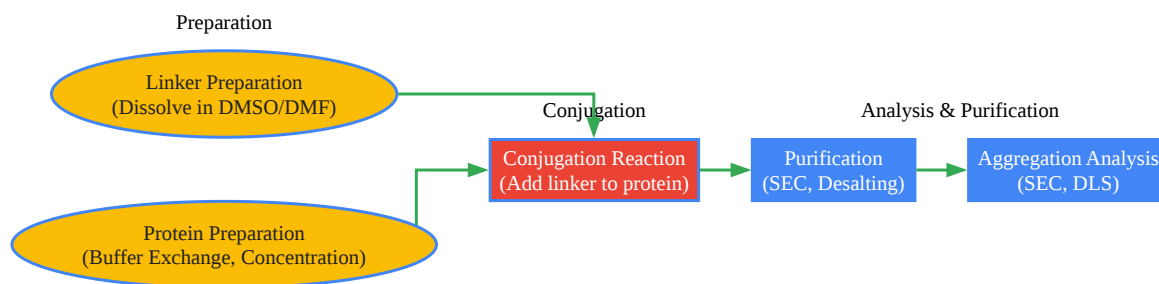 Preparation
Linker Preparation
(Dissolve in DMSO/DMF)
Protein Preparation
(Buffer Exchange, Concentration)
Conjugation
Conjugation Reaction
(Add linker to protein)
Analysis & Purification
Purification
(SEC, Desalting)
Aggregation Analysis
(SEC, DLS)